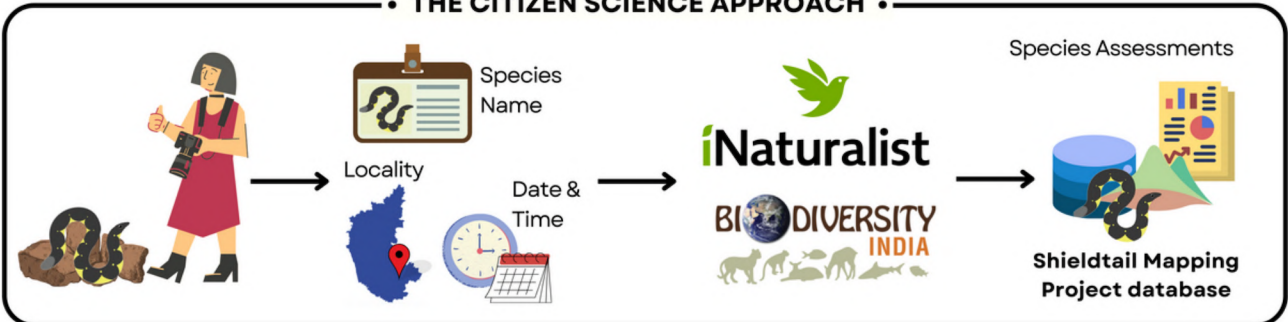 • THE CITIZEN SCIENCE APPROACH •
Species
Name
Locality
Date &
Time
iNaturalist
BIODIVERSITY
INDIA
Species Assessments
Shieldtail Mapping
Project database